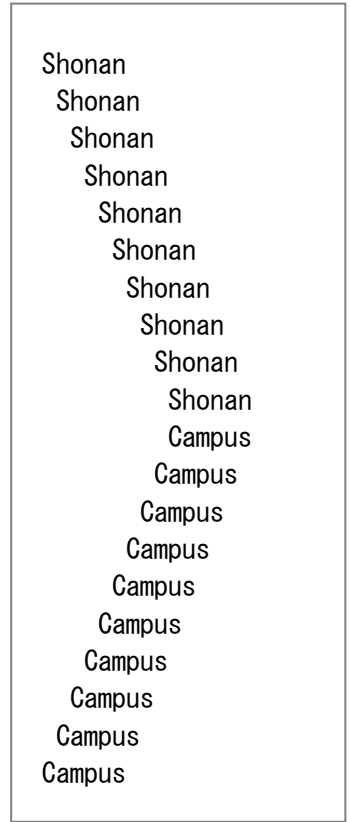 Shonan
 Shonan
  Shonan
   Shonan
    Shonan
     Shonan
      Shonan
       Shonan
        Shonan
         Shonan
         Campus
        Campus
       Campus
      Campus
     Campus
    Campus
   Campus
  Campus
 Campus
Campus